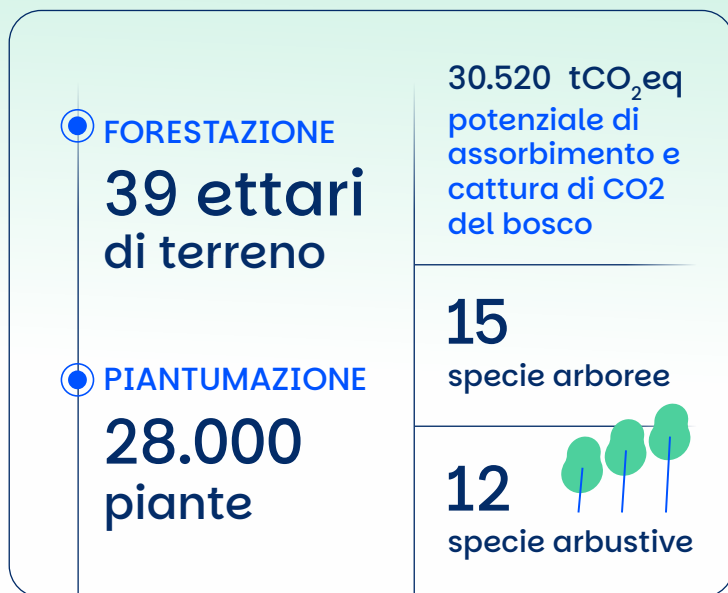 FORESTAZIONE
39 ettari
di terreno
PIANTUMAZIONE
28.000
piante
30.520 tCO₂eq
potenziale di
assorbimento e
cattura di CO2
del bosco
15
specie arboree
12
specie arbustive